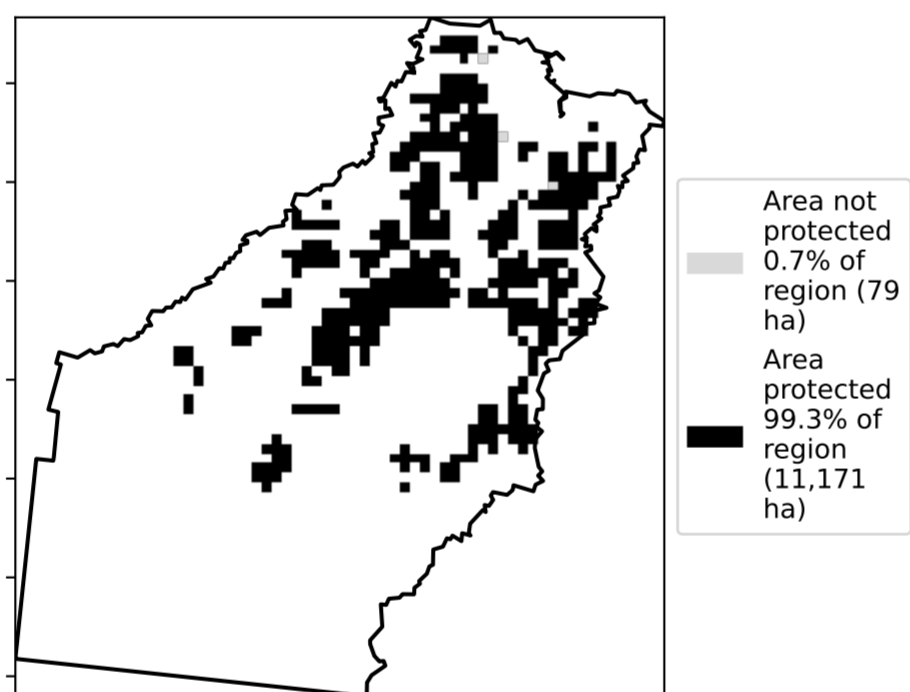 Area not
protected
0.7% of
region (79
ha)
Area
protected
99.3% of
region
(11,171
ha)